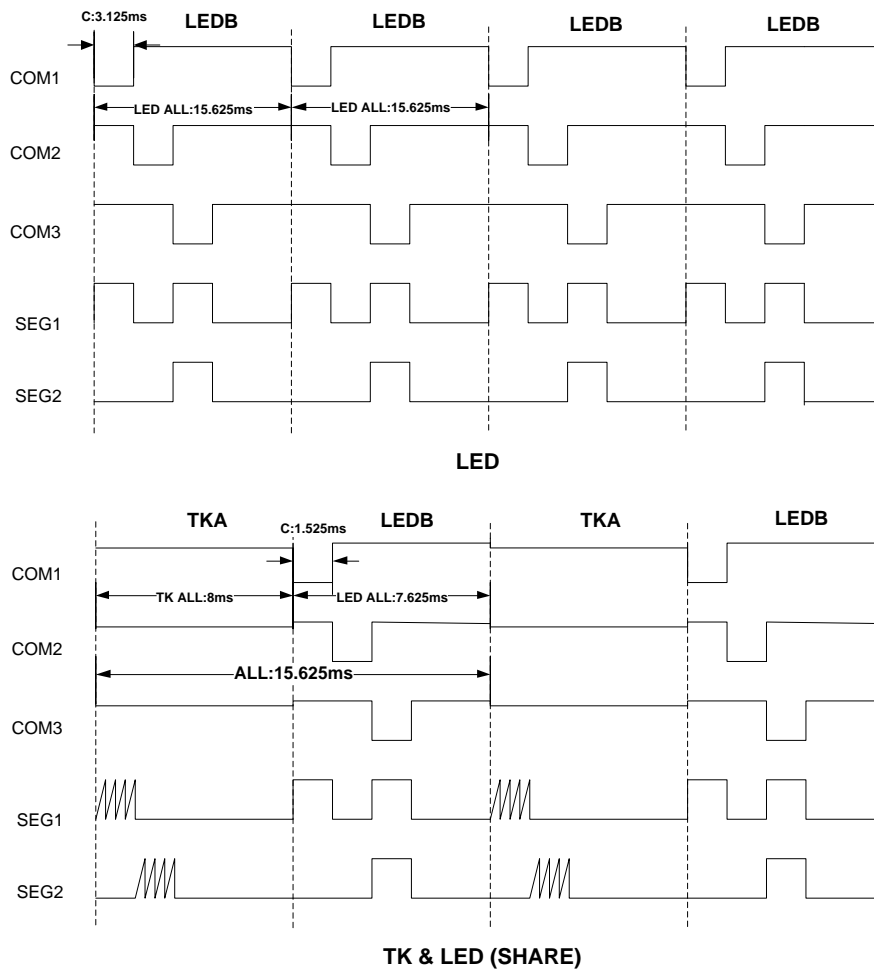 C:3.125ms
LEDB LEDB LEDB LEDB
COM1
LED ALL:15.625ms LED ALL:15.625ms
COM2
COM3
SEG1
SEG2
LED
TKA C:1.525ms LEDB TKA LEDB
COM1
TK ALL:8ms LED ALL:7.625ms
COM2
ALL:15.625ms
COM3
SEG1
SEG2
TK & LED (SHARE)